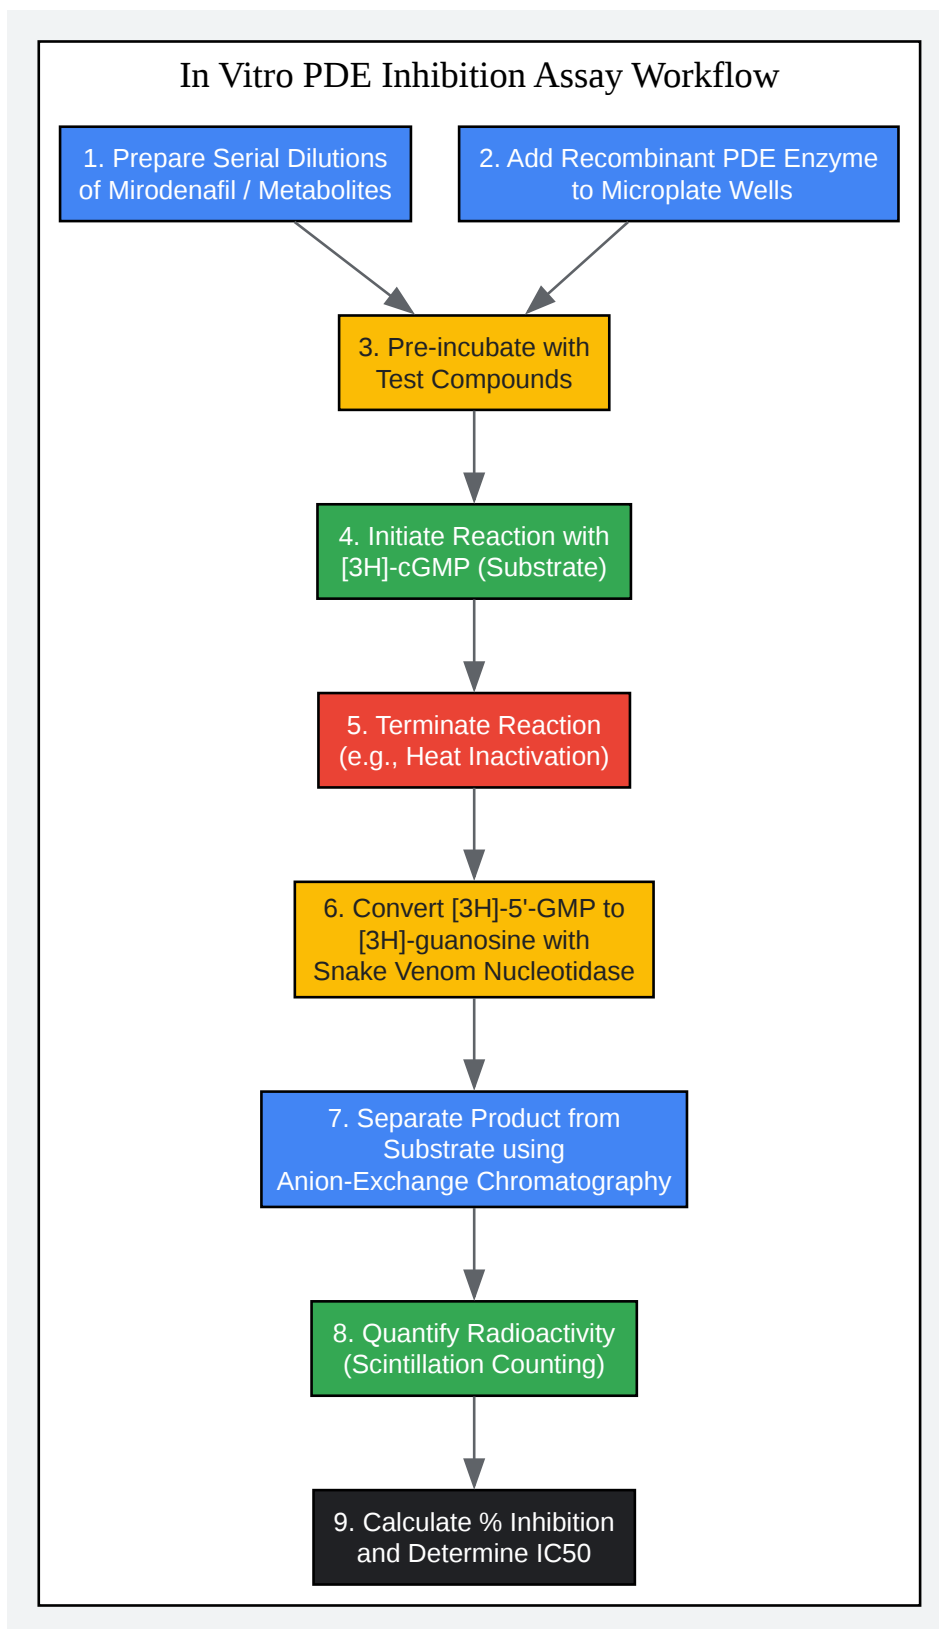 In Vitro PDE Inhibition Assay Workflow
1. Prepare Serial Dilutions
of Mirodenafil / Metabolites
2. Add Recombinant PDE Enzyme
to Microplate Wells
3. Pre-incubate with
Test Compounds
4. Initiate Reaction with
[3H]-cGMP (Substrate)
5. Terminate Reaction
(e.g., Heat Inactivation)
6. Convert [3H]-5'-GMP to
[3H]-guanosine with
Snake Venom Nucleotidase
7. Separate Product from
Substrate using
Anion-Exchange Chromatography
8. Quantify Radioactivity
(Scintillation Counting)
9. Calculate % Inhibition
and Determine IC50